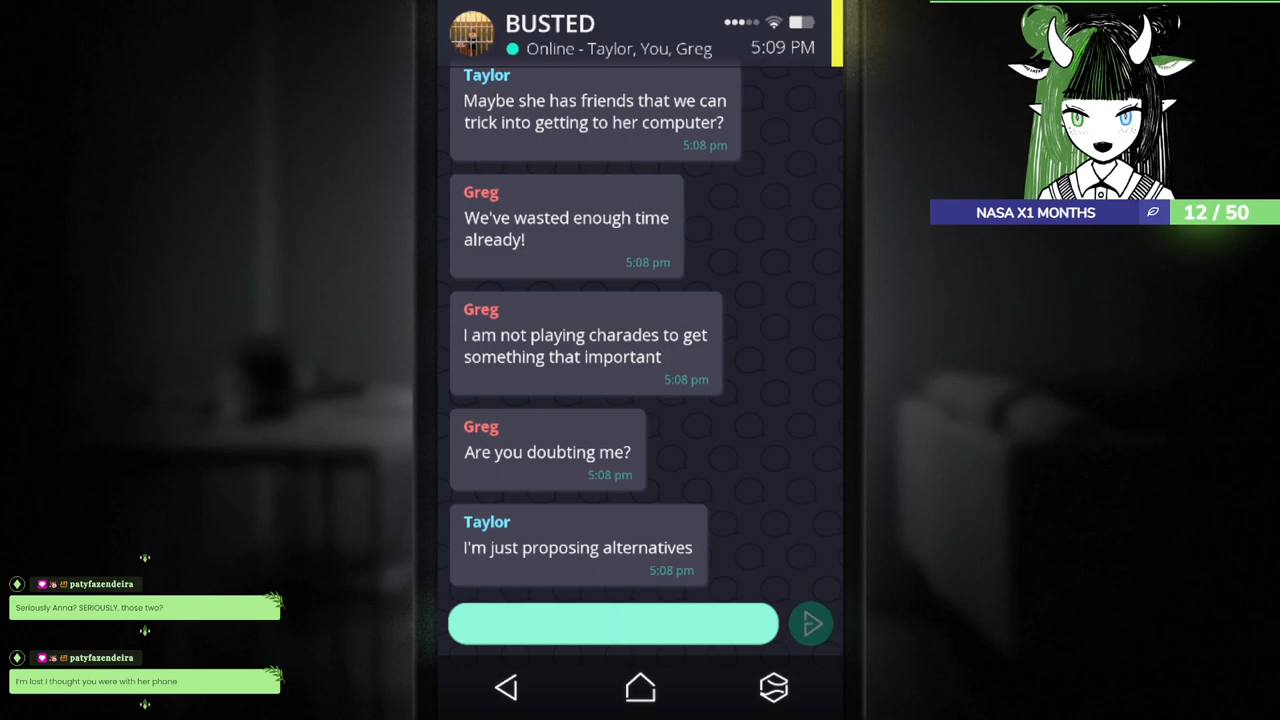 BUSTED
Online - Taylor, You, Greg
5:09 PM
Taylor
Maybe she has friends that we can
trick into getting to her computer?
5:08 pm
Greg
We've wasted enough time
already!
5:08 pm
Greg
I am not playing charades to get
something that important
5:08 pm
Greg
Are you doubting me?
5:08 pm
Taylor
I'm just proposing alternatives
5:08 pm
NASA X1 MONTHS
12 / 50
patyfazendeira
Seriously Anna? SERIOUSLY, those two?
patyfazendeira
I'm lost I thought you were with her phone